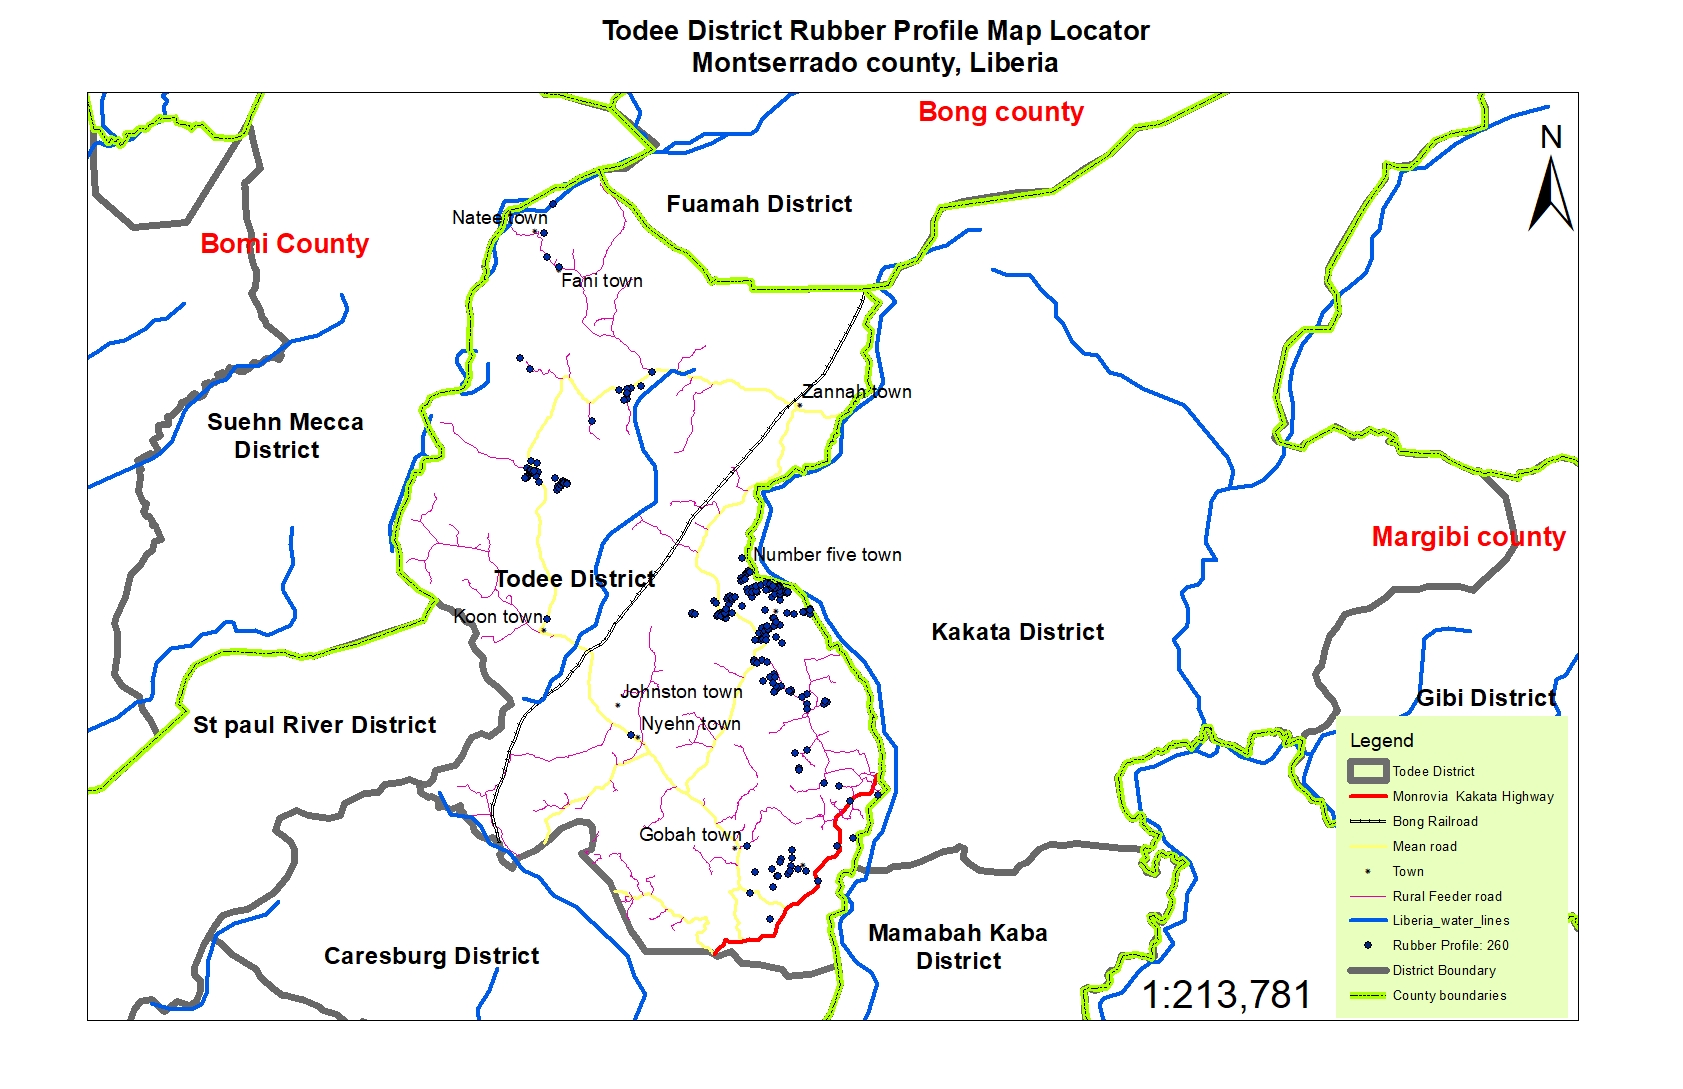 Todee District Rubber Profile Map Locator
Montserrado county, Liberia
Bong county
N
Fuamah District
Natee town
Bomi County
Fani town
Zannah town
Suehn Mecca
District
Margibi county
Number five town
Todee District
Koon town
Kakata District
Johnston town
Gibi District
Nyehn town
St paul River District
Gobah town
Mamabah Kaba
District
Caresburg District
1:213,781
Legend
Todee District
Monrovia Kakata Highway
Bong Railroad
Mean road
Town
Rural Feeder road
Liberia_water_lines
Rubber Profile: 260
District Boundary
County boundaries